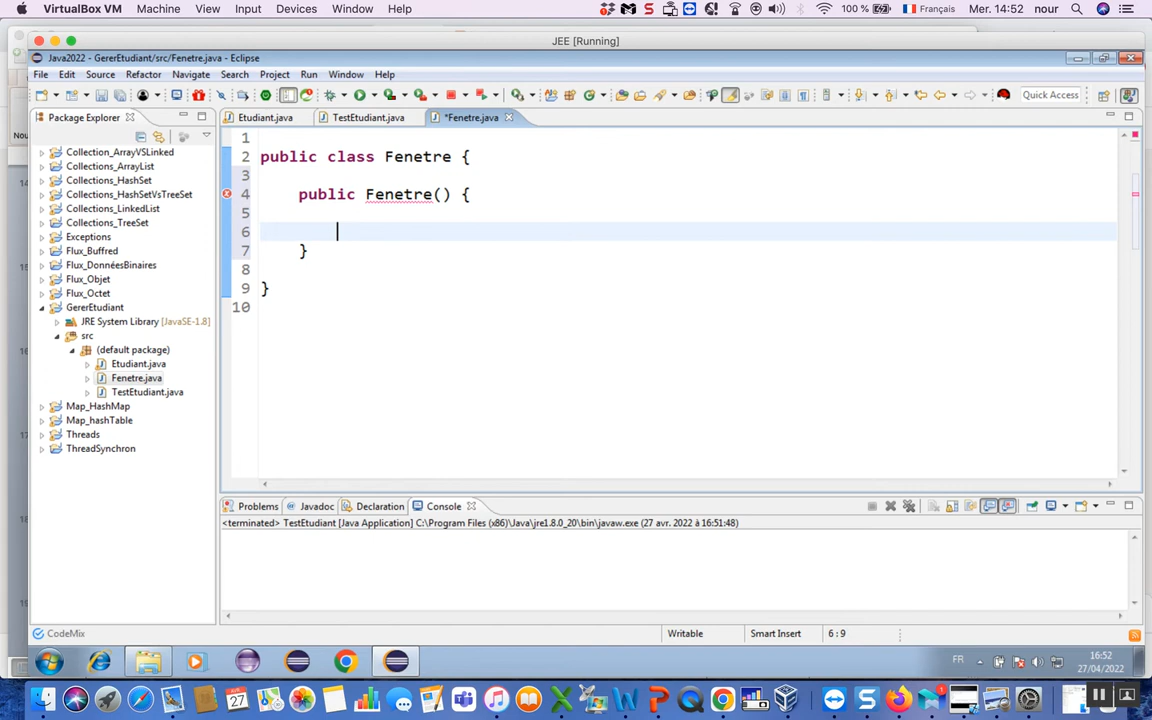 VirtualBox VM Machine View Input Devices Window Help 100 % Français Mer. 14:52 nour
JEE [Running]
Java2022 - GererEtudiant/src/Fenetre.java - Eclipse
File Edit Source Refactor Navigate Search Project Run Window Help
Quick Access
Package Explorer
Etudiant.java TestEtudiant.java *Fenetre.java
Collection_ArrayVSLinked
Collections_ArrayList
Collections_HashSet
Collections_HashSetVsTreeSet
Collections_LinkedList
Collections_TreeSet
Exceptions
Flux_Buffred
Flux_DonnéesBinaires
Flux_Objet
Flux_Octet
GererEtudiant
JRE System Library [JavaSE-1.8]
src
(default package)
Etudiant.java
Fenetre.java
TestEtudiant.java
Map_HashMap
Map_hashTable
Threads
ThreadSynchron
1
2 public class Fenetre {
3
4 public Fenetre() {
5
6
7 }
8
9 }
10
Problems Javadoc Declaration Console
<terminated> TestEtudiant [Java Application] C:\Program Files (x86)\Java\jre1.8.0_20\bin\javaw.exe (27 avr. 2022 à 16:51:48)
CodeMix
Writable Smart Insert 6 : 9
FR 16:52
27/04/2022